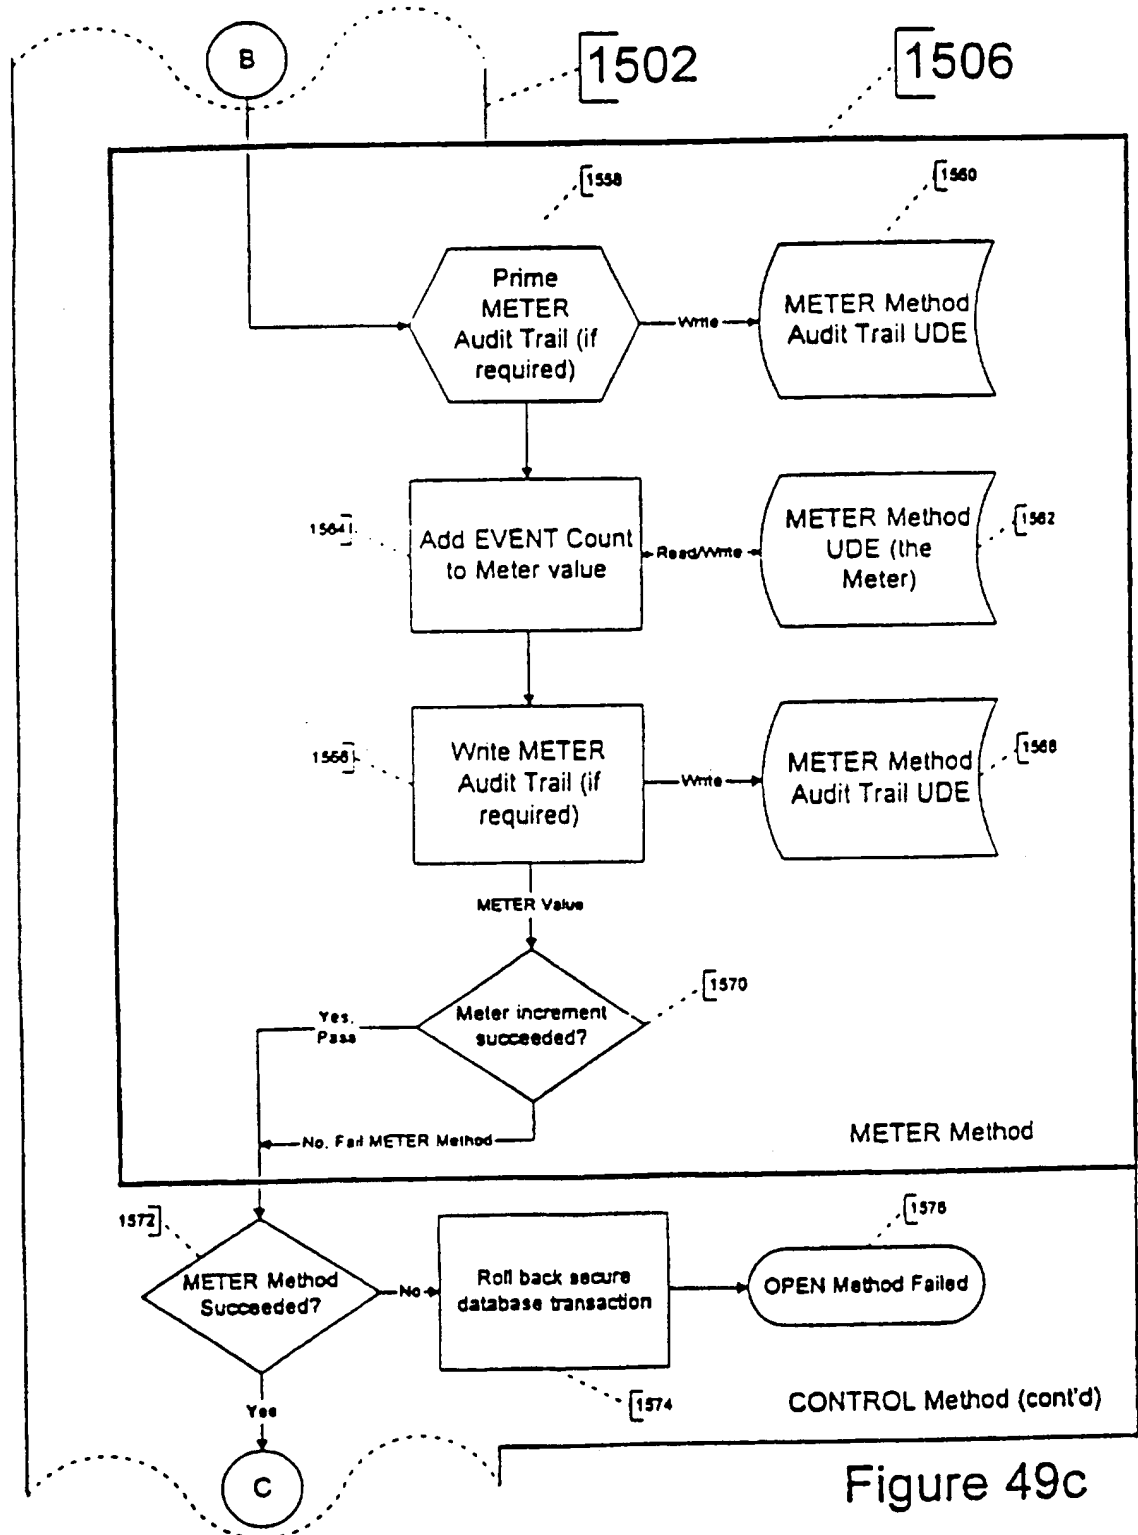 B
1502
1506
1558
1560
Prime
METER
Audit Trail (if
required)
Write
METER Method
Audit Trail UDE
1564
Add EVENT Count
to Meter value
Read/Write
METER Method
UDE (the
Meter)
1562
1566
Write METER
Audit Trail (if
required)
Write
METER Method
Audit Trail UDE
1568
METER Value
Meter increment
succeeded?
1570
Yes,
Pass
No, Fail METER Method
METER Method
1572
METER Method
Succeeded?
No
Roll back secure
database transaction
1576
OPEN Method Failed
1574
Yes
CONTROL Method (cont'd)
C
Figure 49c